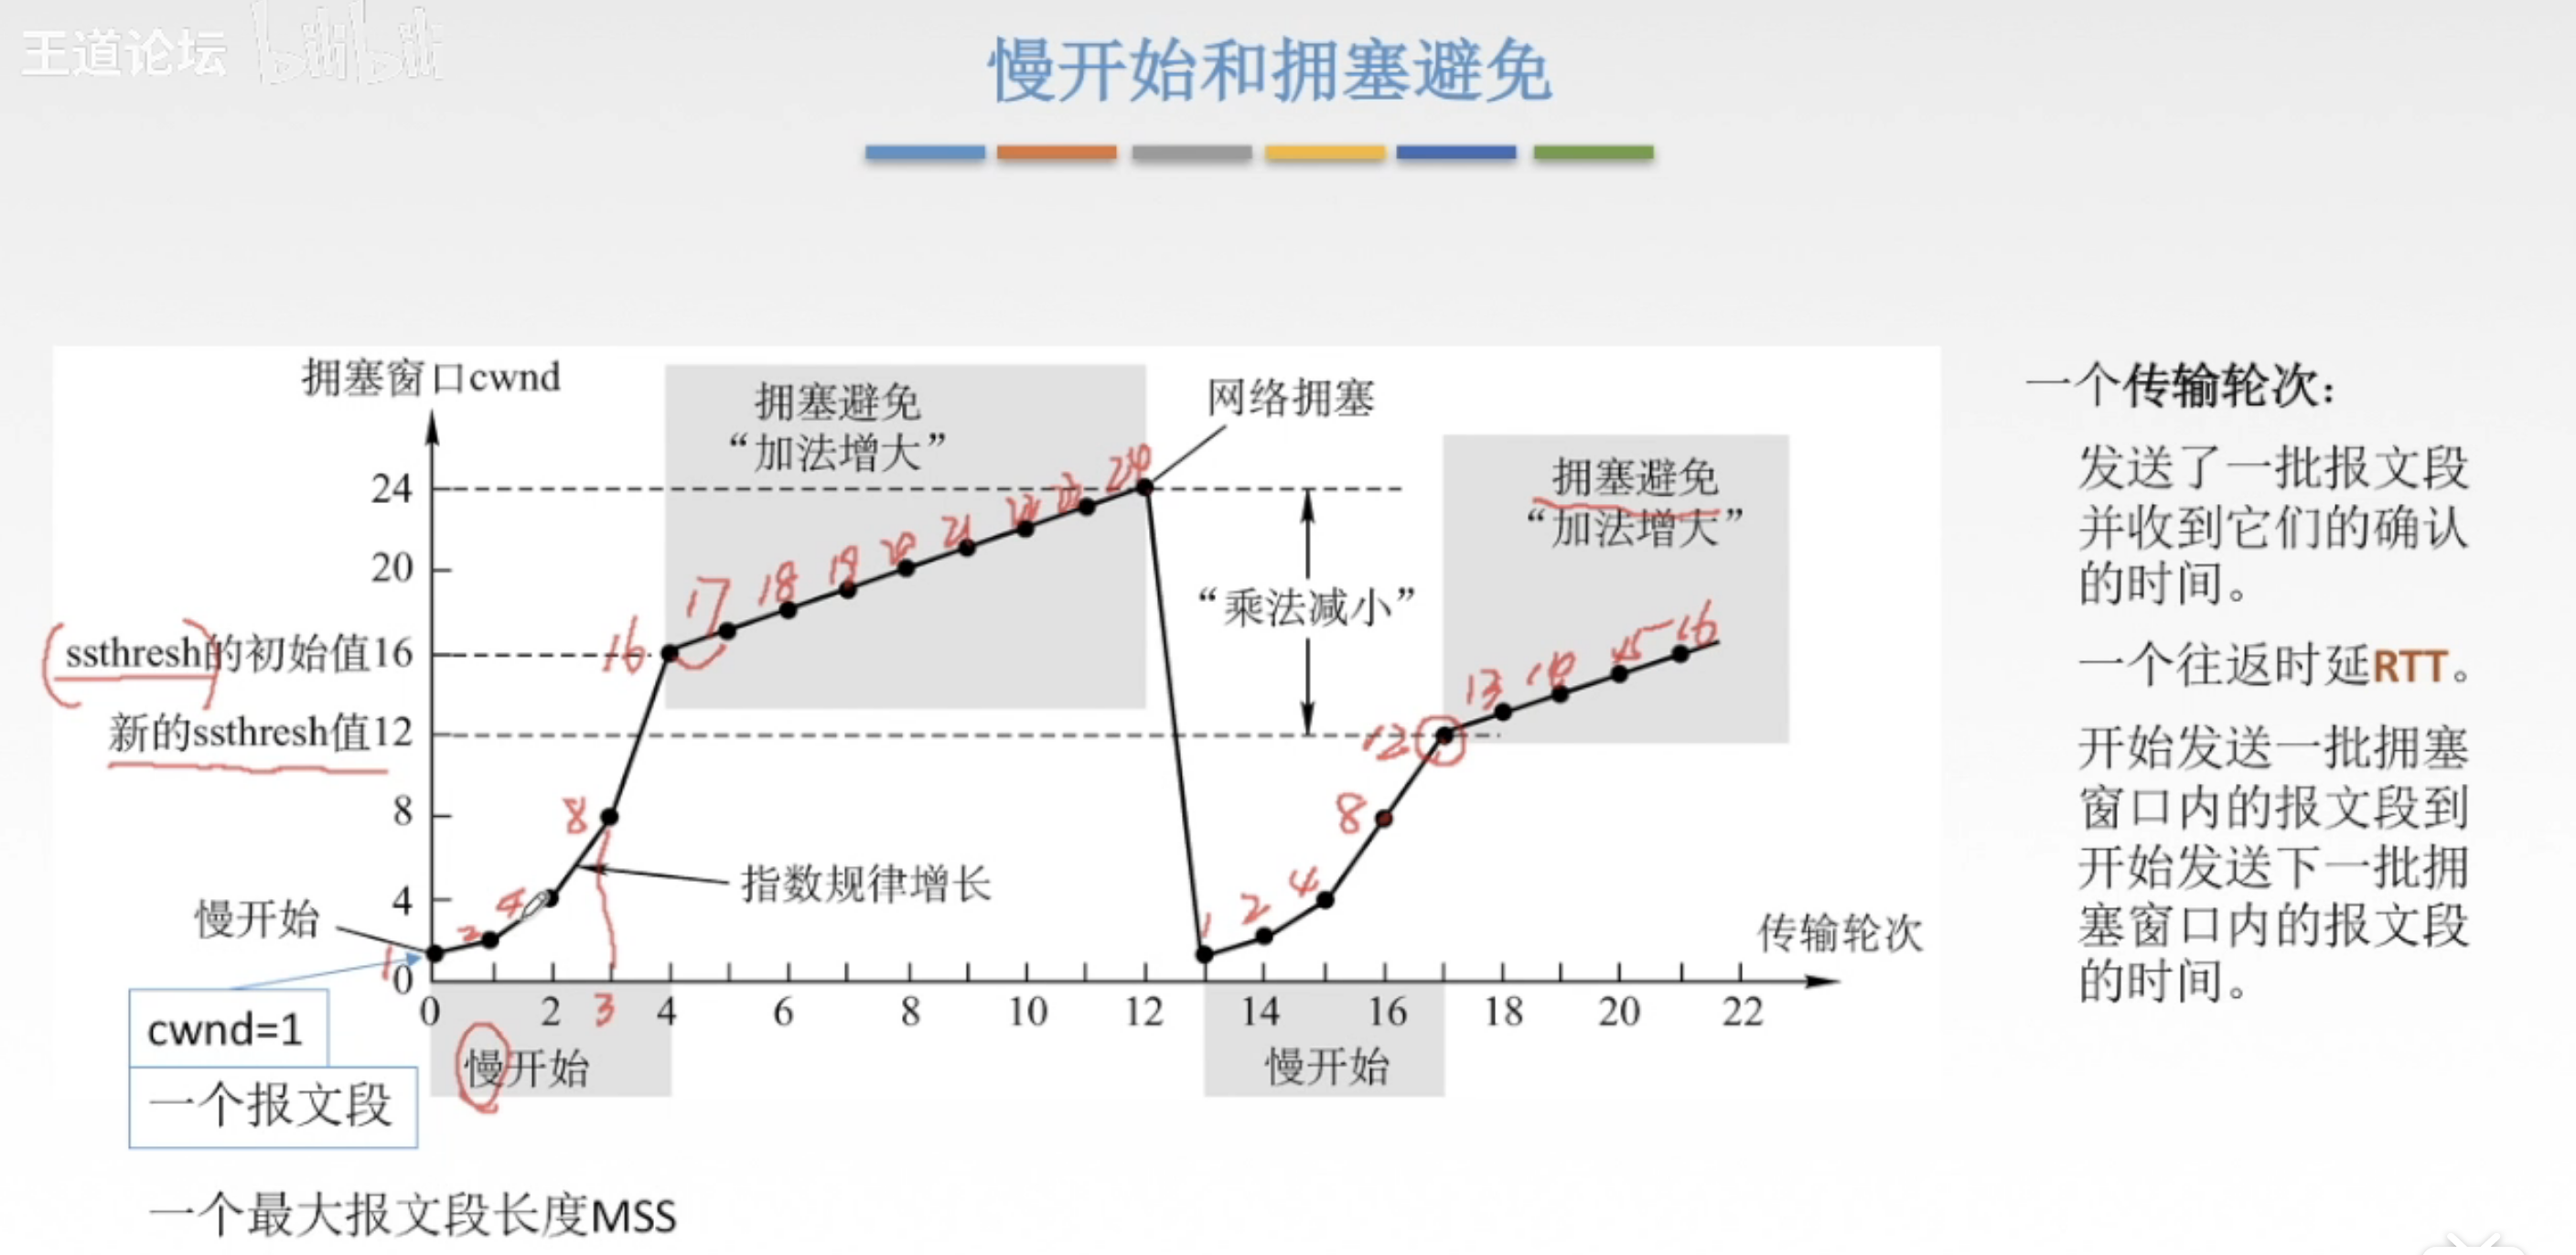 王道论坛 bilibili
慢开始和拥塞避免
拥塞窗口cwnd
拥塞避免
“加法增大”
网络拥塞
24
20
ssthresh的初始值16
新的ssthresh值12
8
4
0
慢开始
指数规律增长
“乘法减小”
拥塞避免
“加法增大”
传输轮次
0 2 4 6 8 10 12 14 16 18 20 22
慢开始
慢开始
cwnd=1
一个报文段
一个最大报文段长度MSS
1 2 4 8 16 17 18 19 20 21 22 23
3
1 2 4 8 12 13 15 16
一个传输轮次：
发送了一批报文段
并收到它们的确认
的时间。
一个往返时延RTT。
开始发送一批拥塞
窗口内的报文段到
开始发送下一批拥
塞窗口内的报文段
的时间。